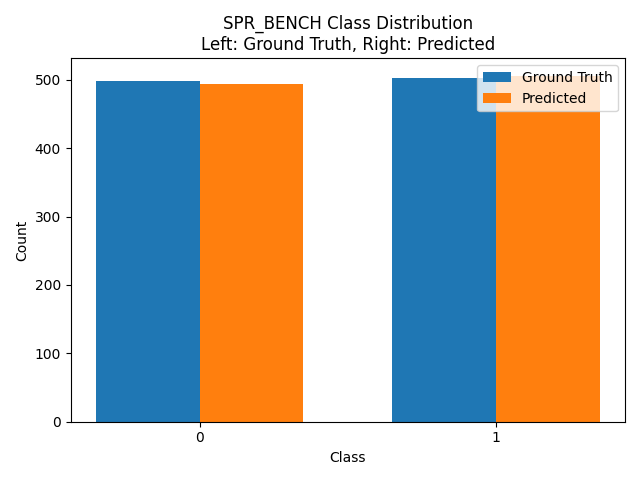 SPR_BENCH Class Distribution
Left: Ground Truth, Right: Predicted
Ground Truth
Predicted
500
400
300
200
100
0
Count
0 1
Class